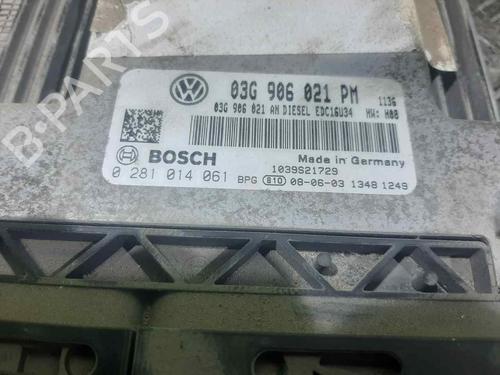 B-PARTS
03G 906 021 PM 1136
03G 906 021 AN DIESEL EDC16U34 HW: H08
BOSCH Made in Germany
1039S21729
0 281 014 061 BPG 810 08-06-03 1348 1249